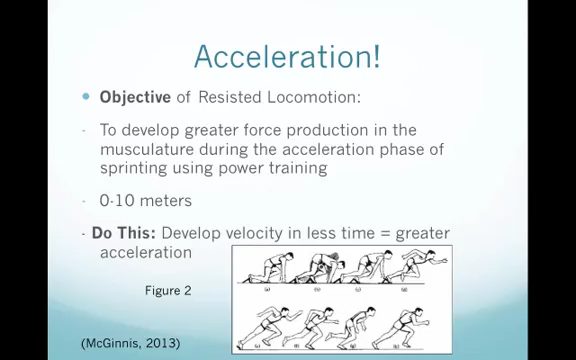 Acceleration!
• Objective of Resisted Locomotion:
- To develop greater force production in the
musculature during the acceleration phase of
sprinting using power training
- 0-10 meters
- Do This: Develop velocity in less time = greater
acceleration
Figure 2
(McGinnis, 2013)